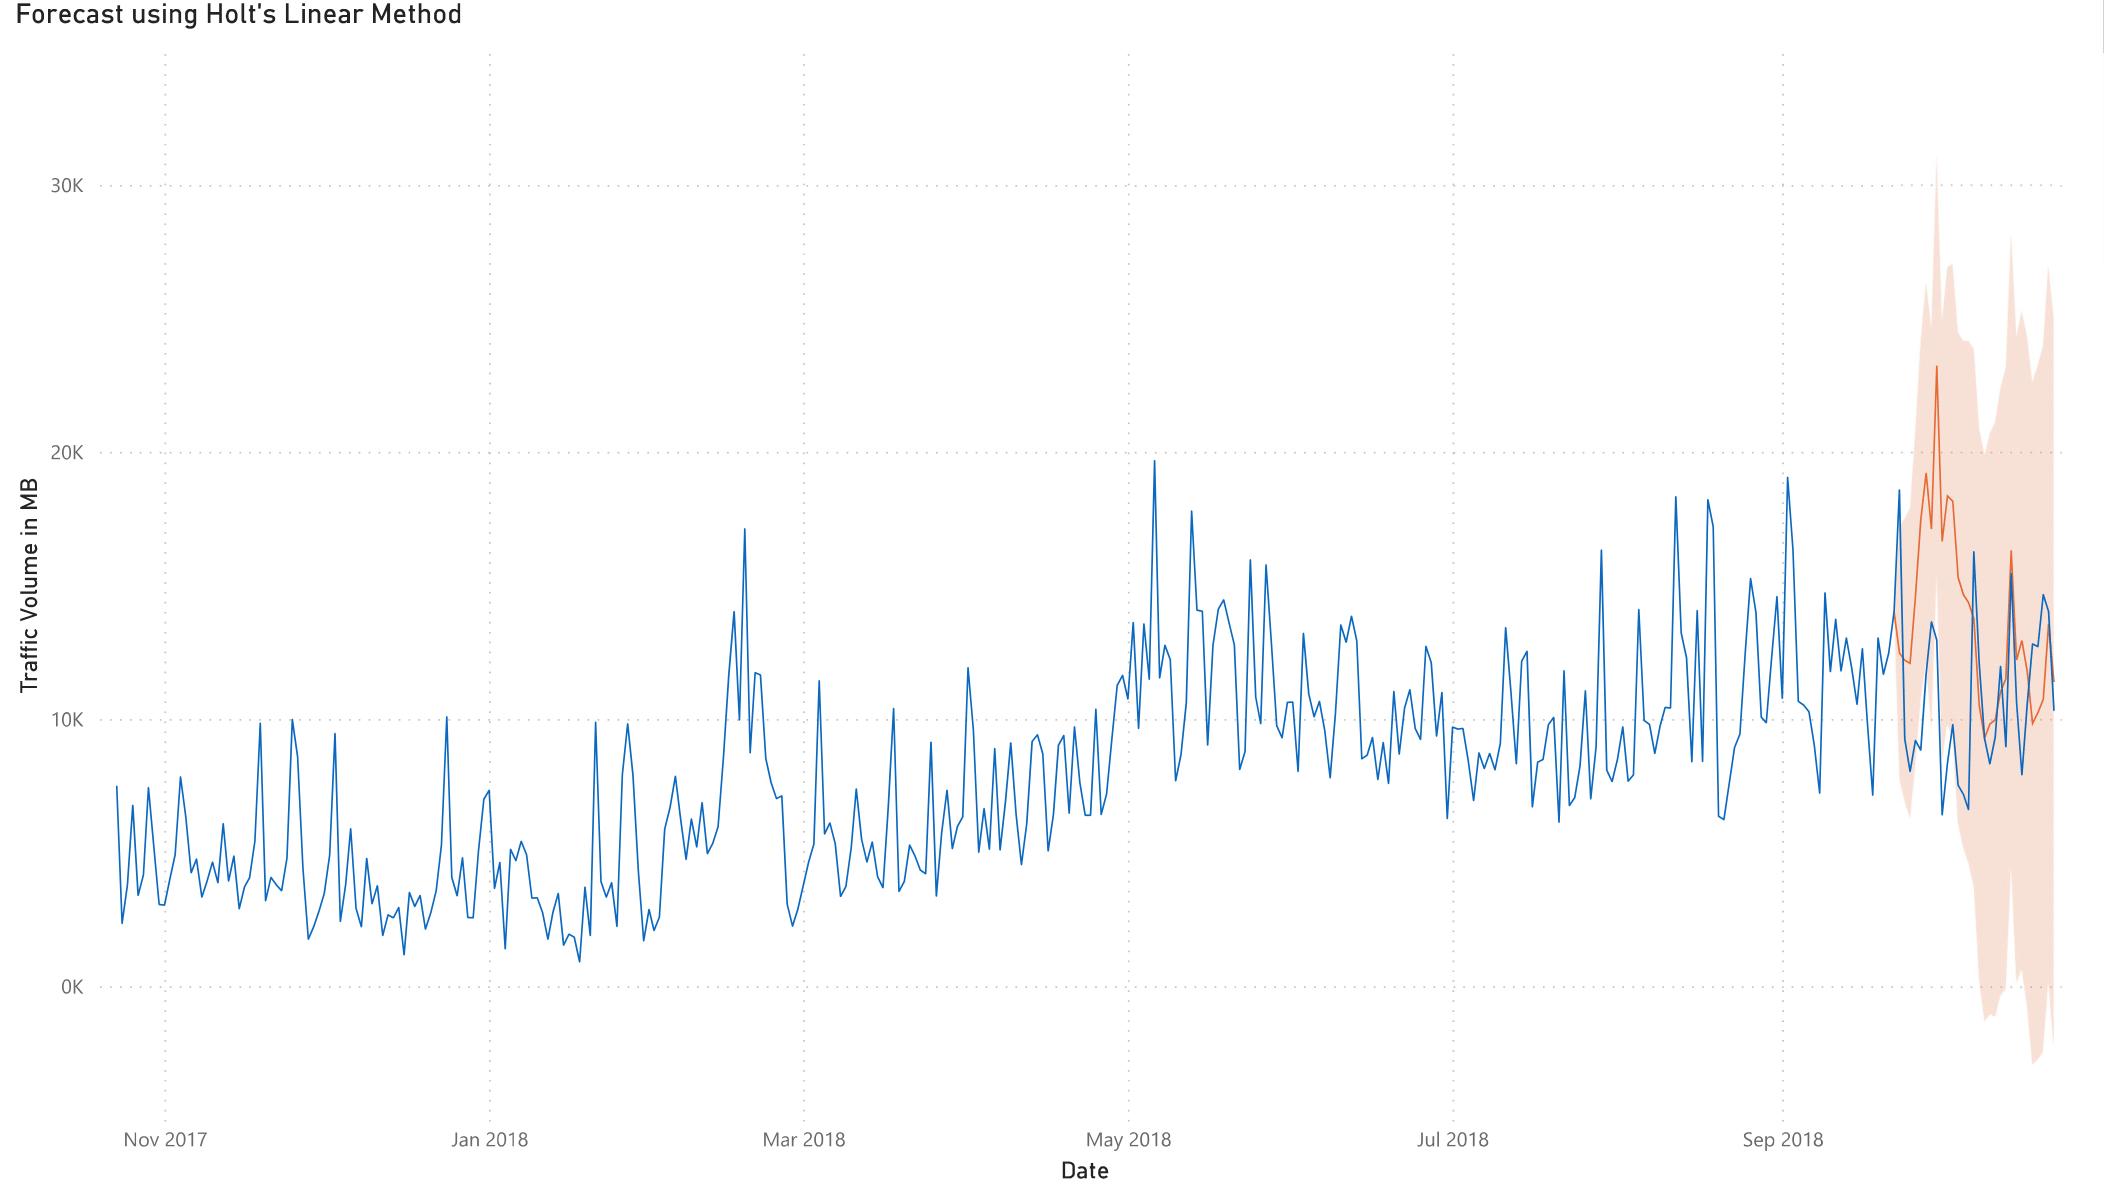 Forecast using Holt's Linear Method
30K
20K
10K
0K
Traffic Volume in MB
Nov 2017
Jan 2018
Mar 2018
May 2018
Jul 2018
Sep 2018
Date